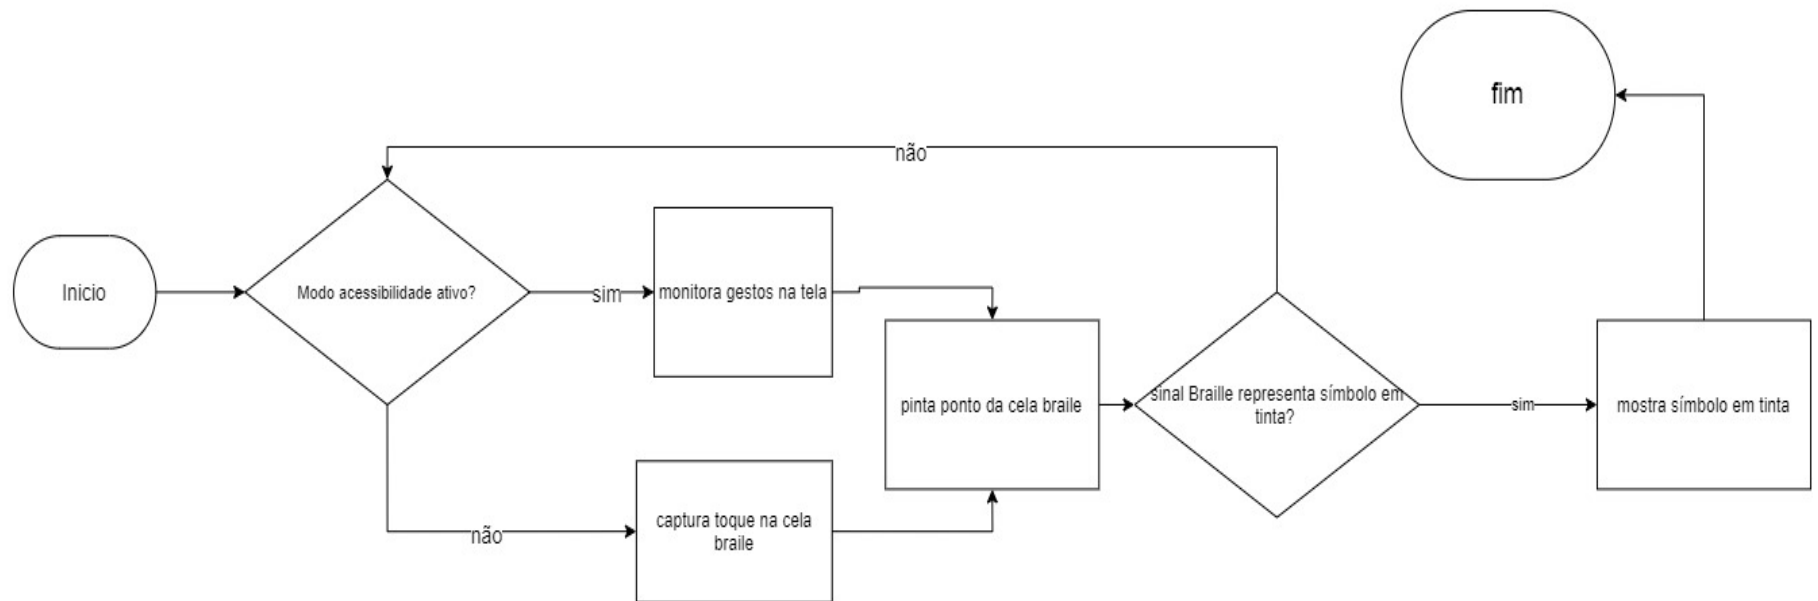 fim
não
Inicio
Modo acessibilidade ativo?
sim
monitora gestos na tela
pinta ponto da cela braile
sinal Braille representa símbolo em
tinta?
sim
mostra símbolo em tinta
não
captura toque na cela
braile